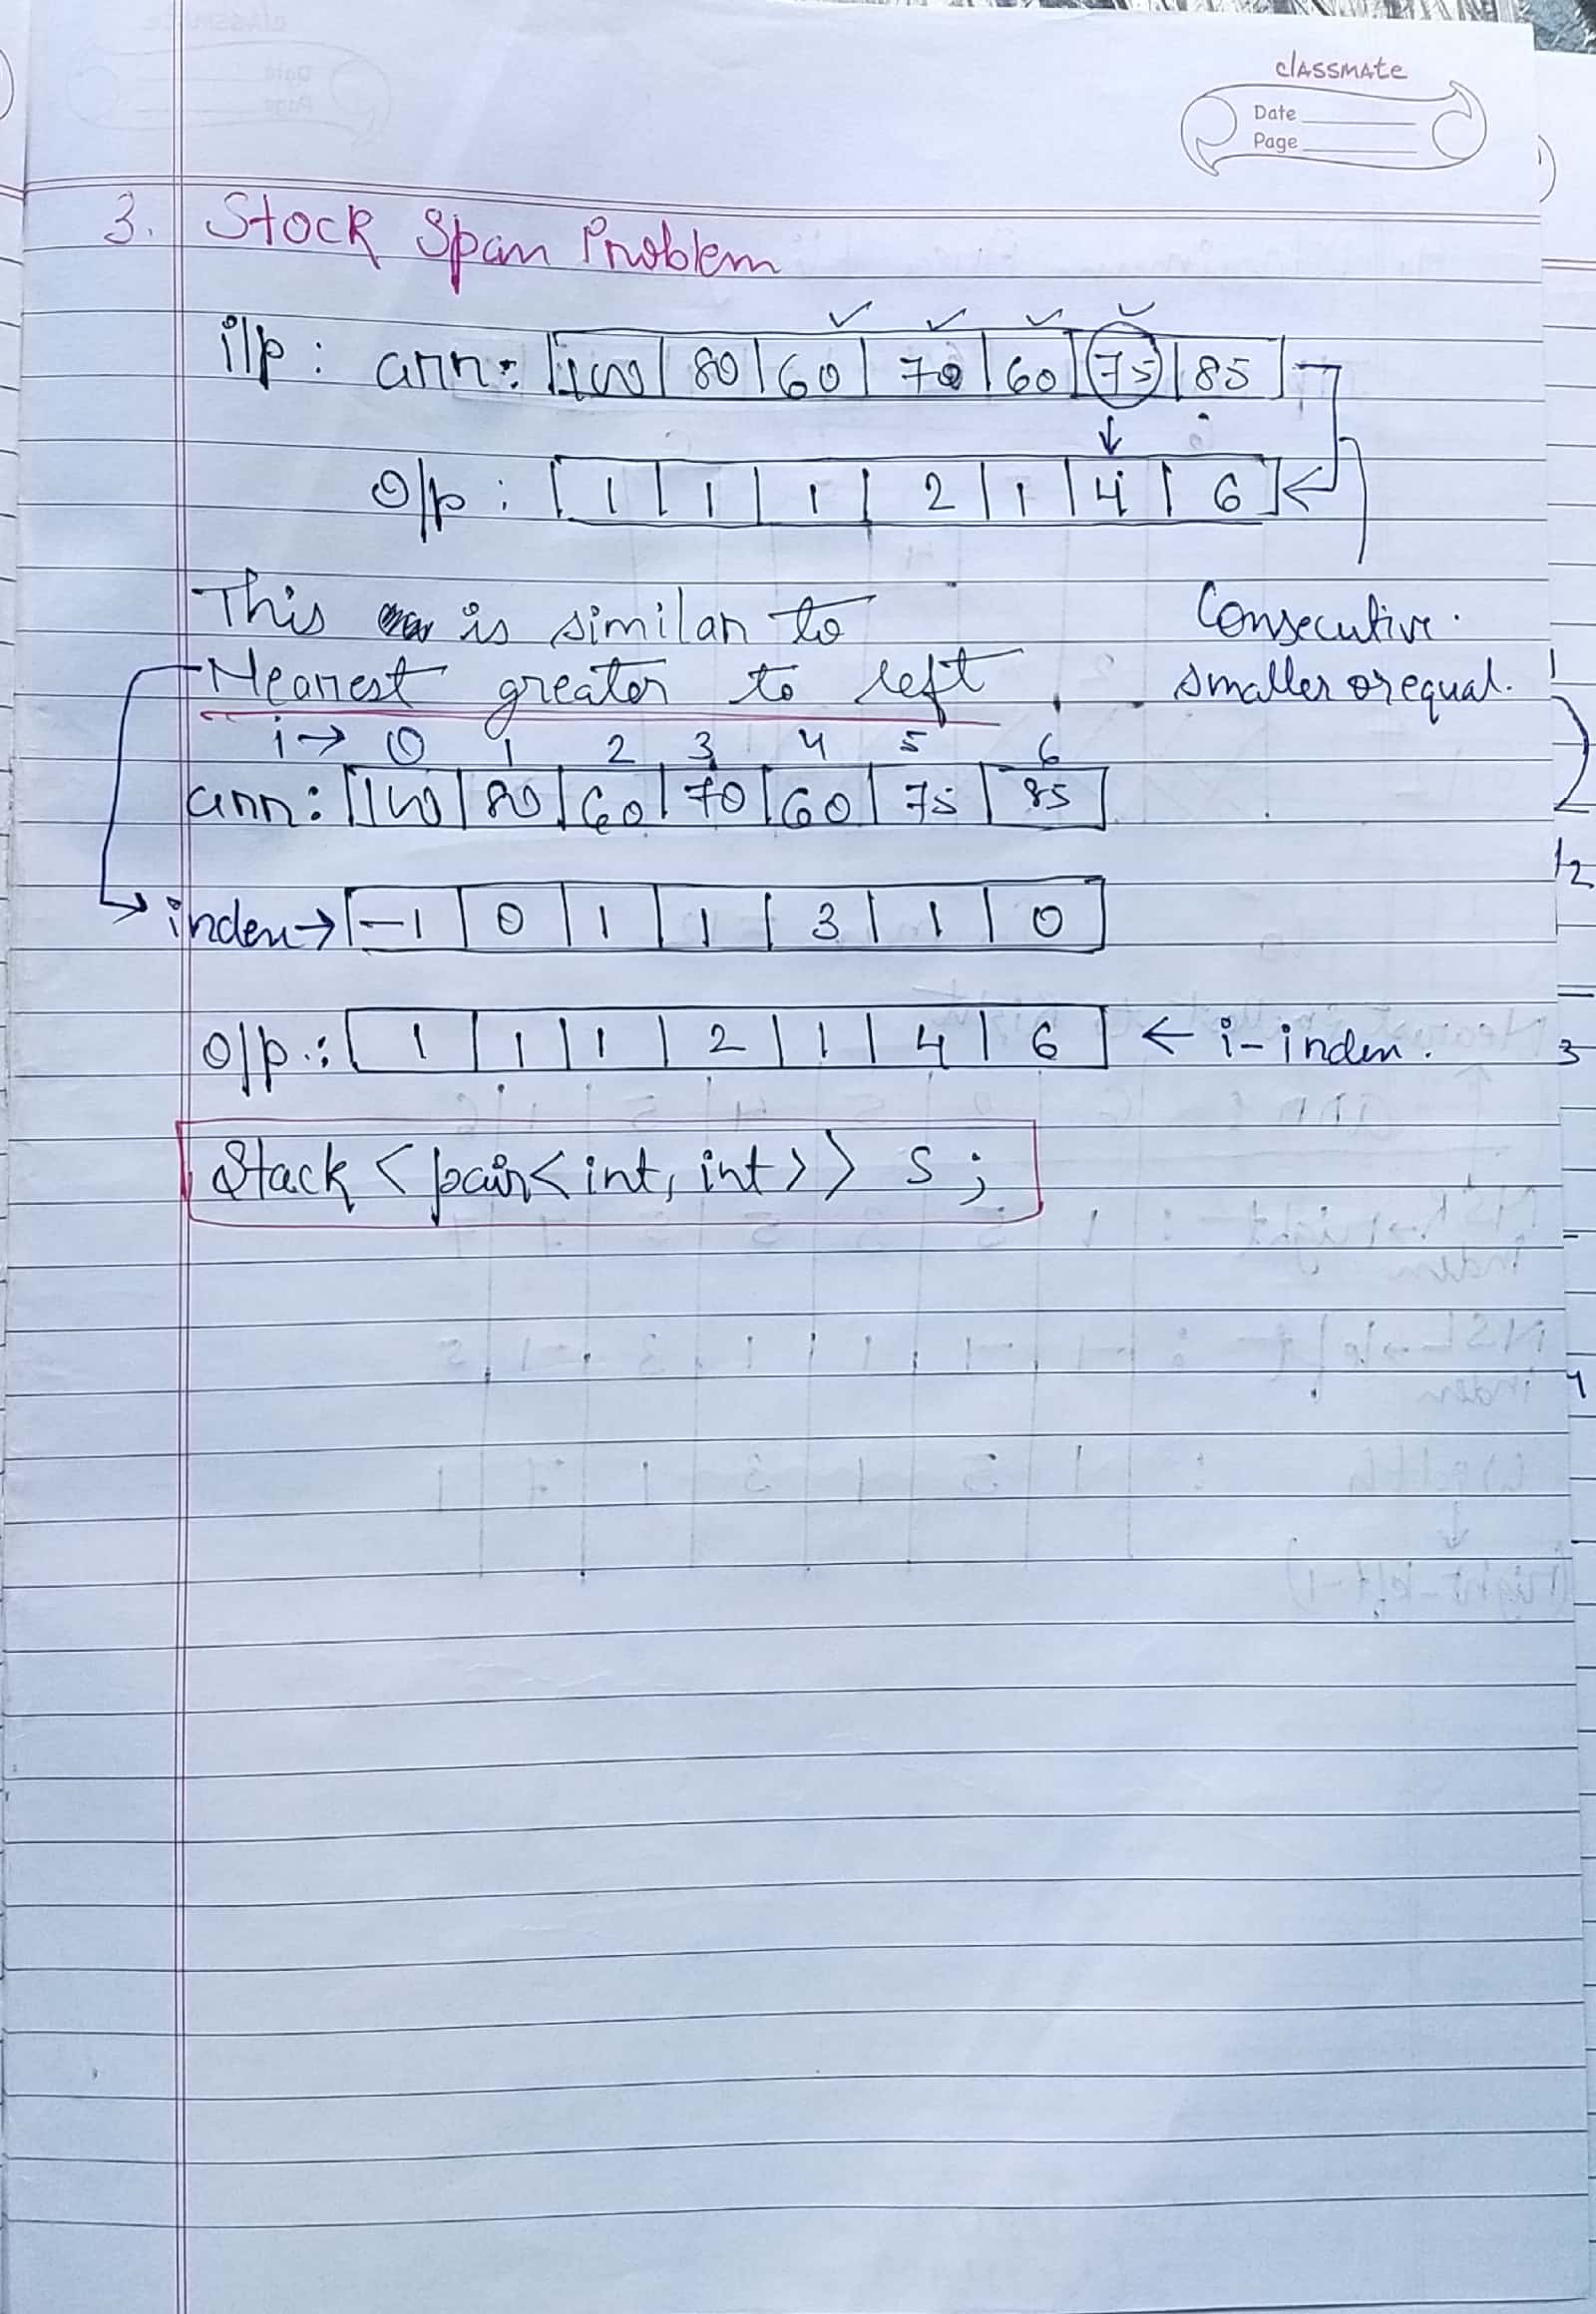 classmate
Date
Page
3. Stock Span Problem
i/p : arr: 100 | 80 | 60 | 70 | 60 | 75 | 85
o/p : 1 | 1 | 1 | 2 | 1 | 4 | 6
This is similar to
Nearest greater to left
Consecutive
smaller or equal.
i → 0 1 2 3 4 5 6
arr: 100 | 80 | 60 | 70 | 60 | 75 | 85
index → -1 | 0 | 1 | 1 | 3 | 1 | 0
o/p : 1 | 1 | 1 | 2 | 1 | 4 | 6 ← i-index.
Stack <pair<int, int>> s;